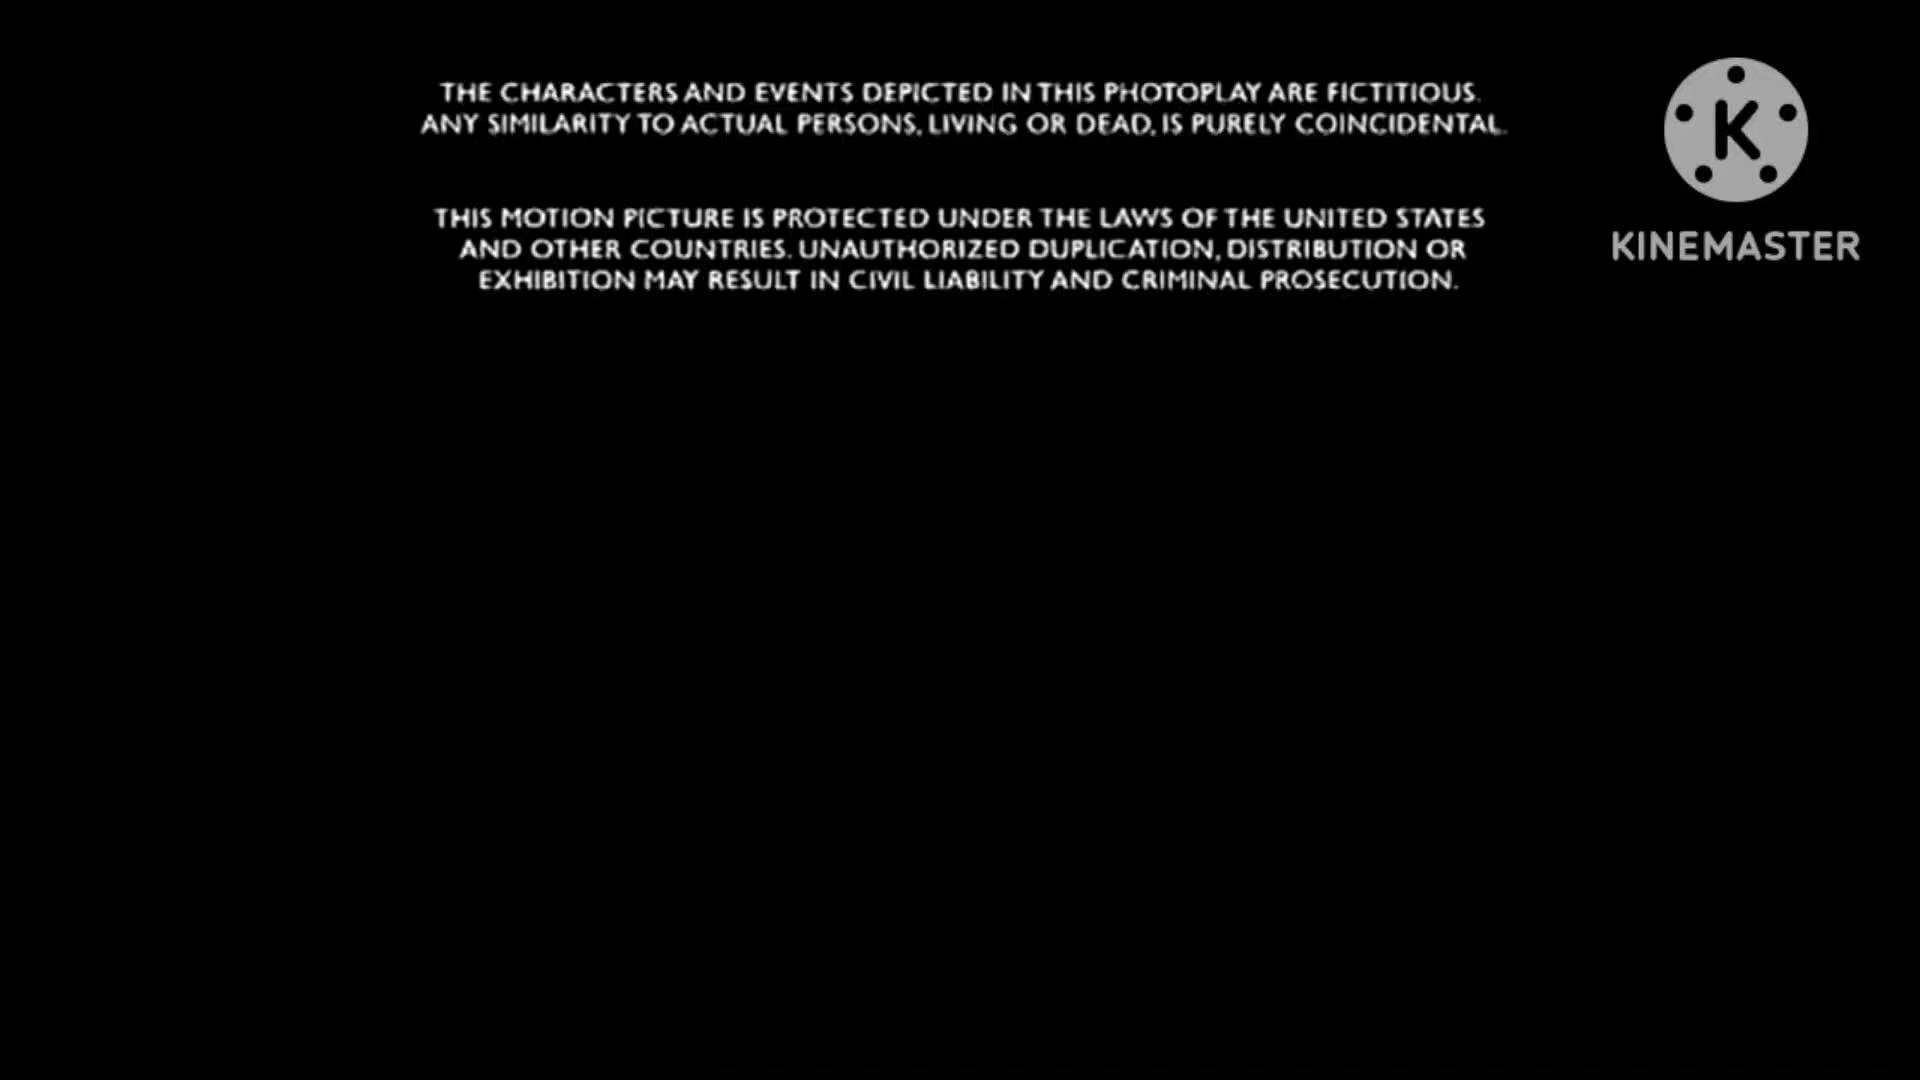 THE CHARACTERS AND EVENTS DEPICTED IN THIS PHOTOPLAY ARE FICTITIOUS.
ANY SIMILARITY TO ACTUAL PERSONS, LIVING OR DEAD, IS PURELY COINCIDENTAL.
THIS MOTION PICTURE IS PROTECTED UNDER THE LAWS OF THE UNITED STATES
AND OTHER COUNTRIES. UNAUTHORIZED DUPLICATION, DISTRIBUTION OR
EXHIBITION MAY RESULT IN CIVIL LIABILITY AND CRIMINAL PROSECUTION.
K
KINEMASTER